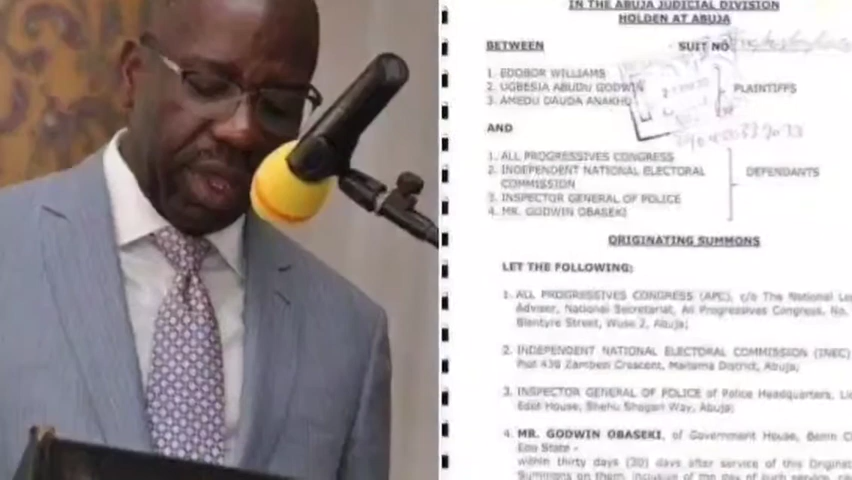 IN THE ABUJA JUDICIAL DIVISION
HOLDEN AT ABUJA
BETWEEN SUIT NO
1. EDOBOR WILLIAMS
2. UGBESIA ABUDU GODWIN
3. AMEDU DAUDA ANAKHU
PLAINTIFFS
AND
1. ALL PROGRESSIVES CONGRESS
2. INDEPENDENT NATIONAL ELECTORAL
COMMISSION
3. INSPECTOR GENERAL OF POLICE
4. MR. GODWIN OBASEKI
DEFENDANTS
ORIGINATING SUMMONS
LET THE FOLLOWING:
1. ALL PROGRESSIVES CONGRESS (APC), c/o The National
Adviser, National Secretariat, All Progressives Congress, No.
Blantyre Street, Wuse 2, Abuja;
2. INDEPENDENT NATIONAL ELECTORAL COMMISSION (INEC)
Plot 436 Zambezi Crescent, Maitama District, Abuja;
3. INSPECTOR GENERAL OF POLICE of Police Headquarters,
House, Shehu Shagari Way, Abuja;
4. MR. GODWIN OBASEKI, of Government House, Benin
Edo State -
within thirty days (30) days after service of this
Summons on them, inclusive of the day of such service,